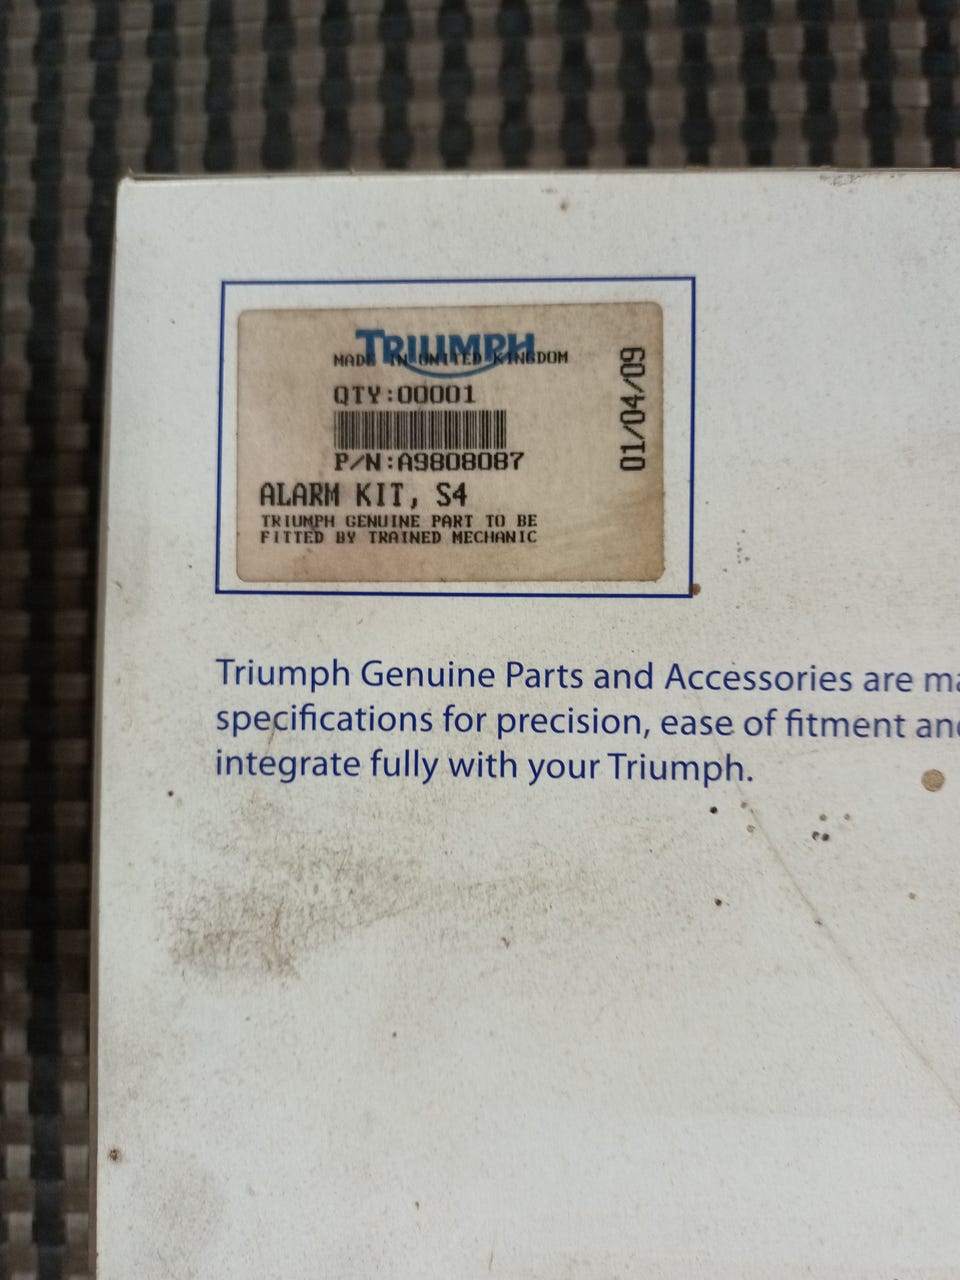 TRIUMPH
MADE IN UNITED KINGDOM
QTY:00001
P/N:A9808087
01/04/09
ALARM KIT, S4
TRIUMPH GENUINE PART TO BE
FITTED BY TRAINED MECHANIC
Triumph Genuine Parts and Accessories are ma
specifications for precision, ease of fitment and
integrate fully with your Triumph.